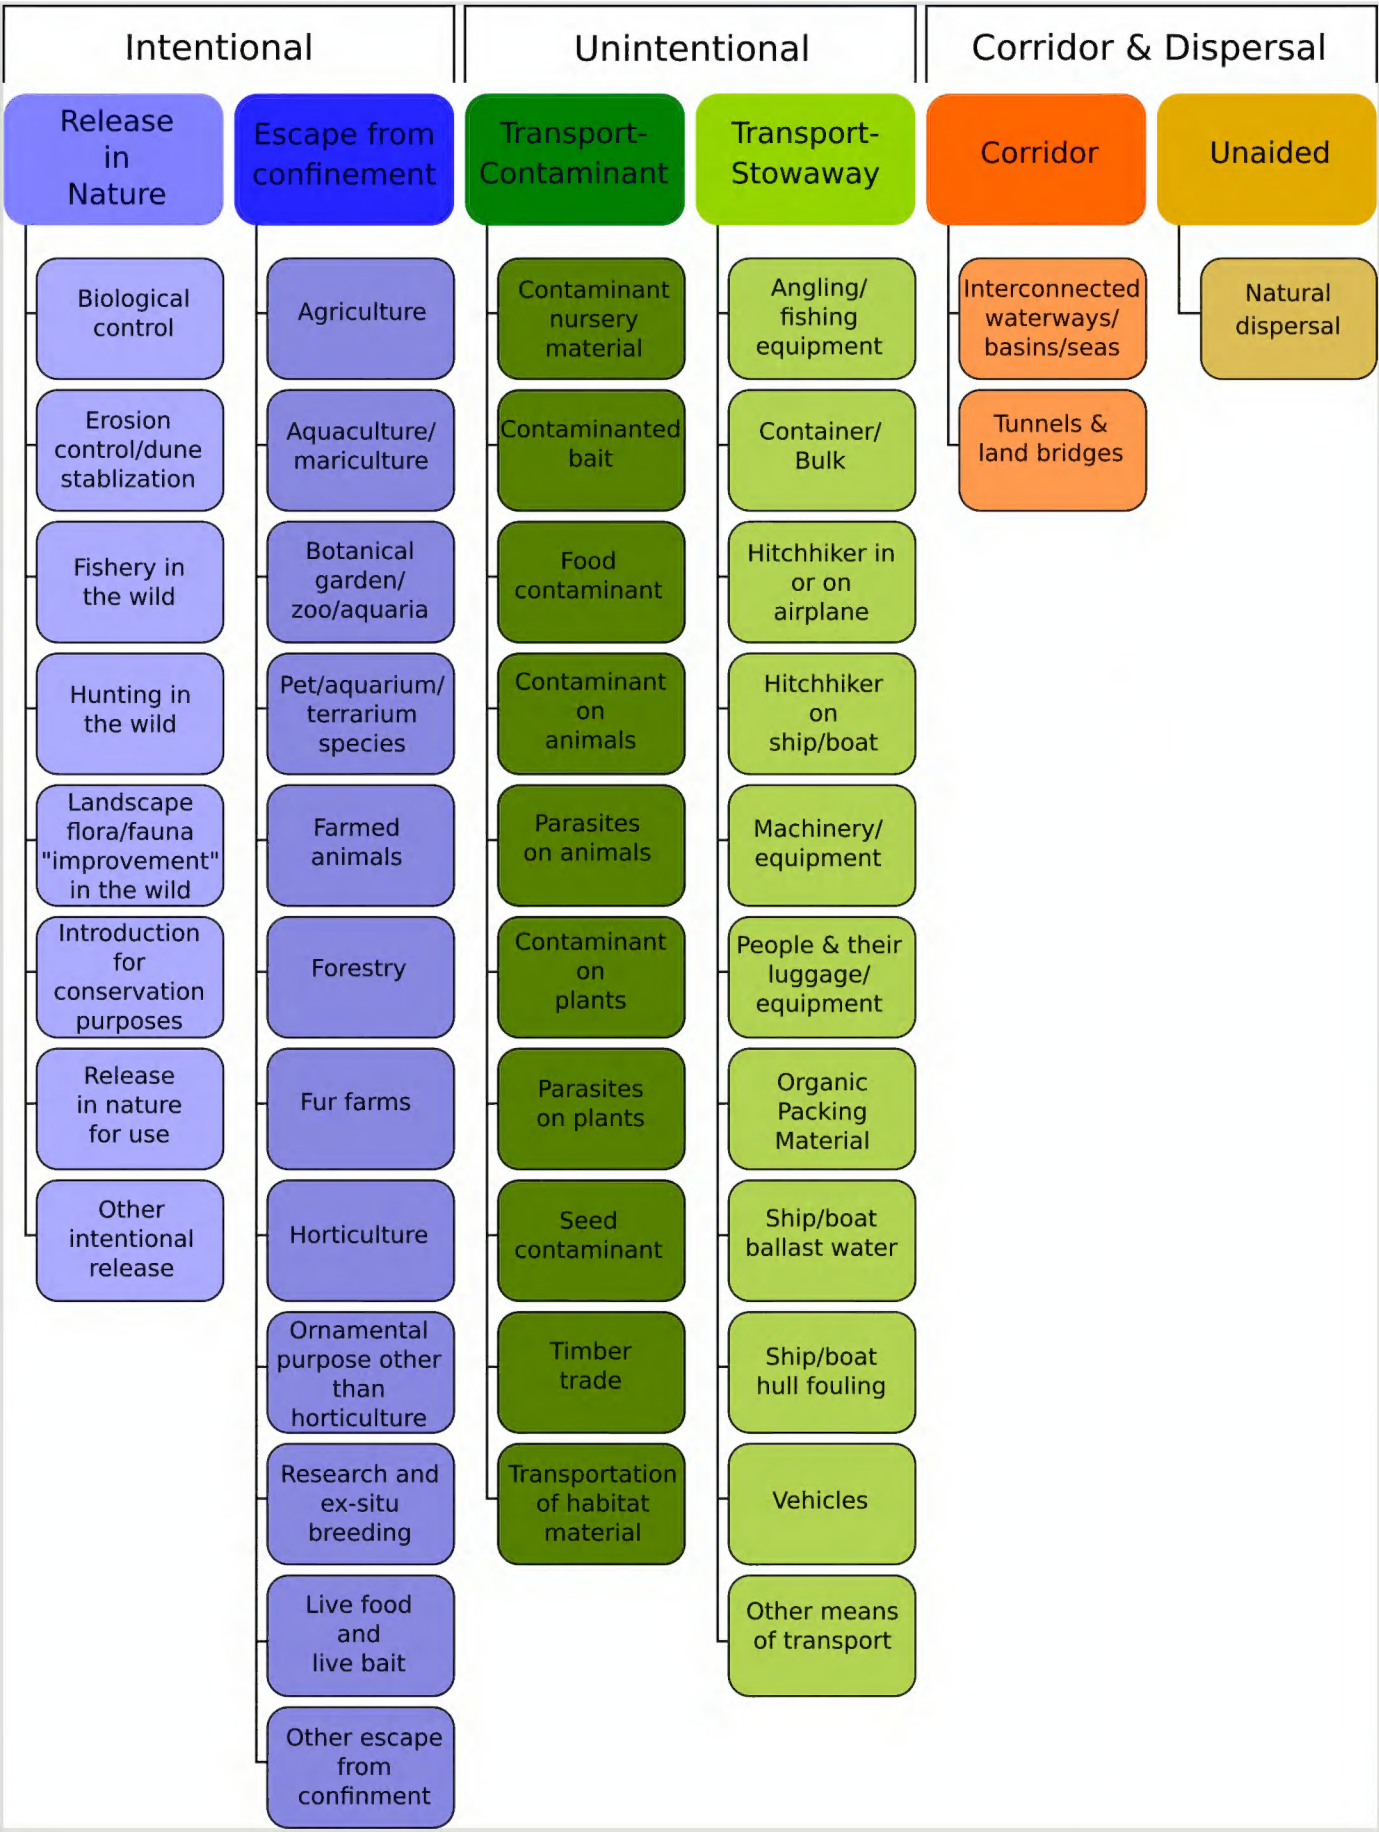 Intentional
Unintentional
Corridor & Dispersal
Release
in
Nature
Escape from
confinement
Transport-
Contaminant
Transport-
Stowaway
Corridor
Unaided
Biological
control
Erosion
control/dune
stablization
Fishery in
the wild
Hunting in
the wild
Landscape
flora/fauna
"improvement"
in the wild
Introduction
for
conservation
purposes
Release
in nature
for use
Other
intentional
release
Agriculture
Aquaculture/
mariculture
Botanical
garden/
zoo/aquaria
Pet/aquarium/
terrarium
species
Farmed
animals
Forestry
Fur farms
Horticulture
Ornamental
purpose other
than
horticulture
Research and
ex-situ
breeding
Live food
and
live bait
Other escape
from
confinment
Contaminant
nursery
material
Contaminanted
bait
Food
contaminant
Contaminant
on
animals
Parasites
on animals
Contaminant
on
plants
Parasites
on plants
Seed
contaminant
Timber
trade
Transportation
of habitat
material
Angling/
fishing
equipment
Container/
Bulk
Hitchhiker in
or on
airplane
Hitchhiker
on
ship/boat
Machinery/
equipment
People & their
luggage/
equipment
Organic
Packing
Material
Ship/boat
ballast water
Ship/boat
hull fouling
Vehicles
Other means
of transport
Interconnected
waterways/
basins/seas
Tunnels &
land bridges
Natural
dispersal